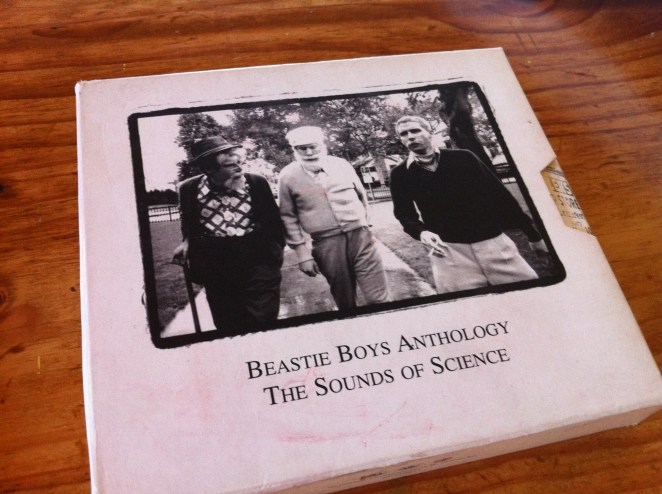 Beastie Boys Anthology
The Sounds of Science